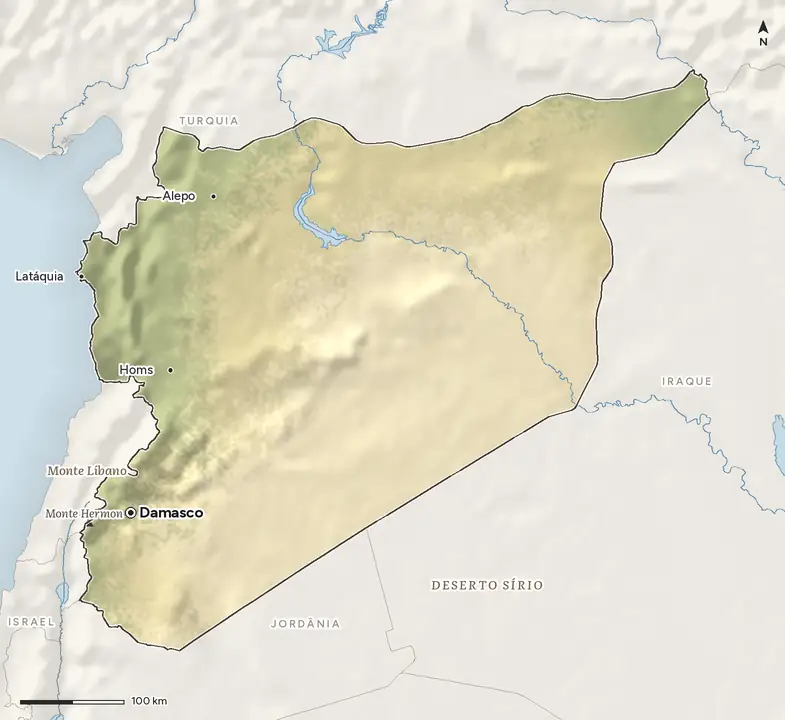 N
TURQUIA
Alepo
Latáquia
Homs
IRAQUE
Monte Líbano
Monte Hermon
Damasco
DESERTO SÍRIO
ISRAEL
JORDÂNIA
100 km